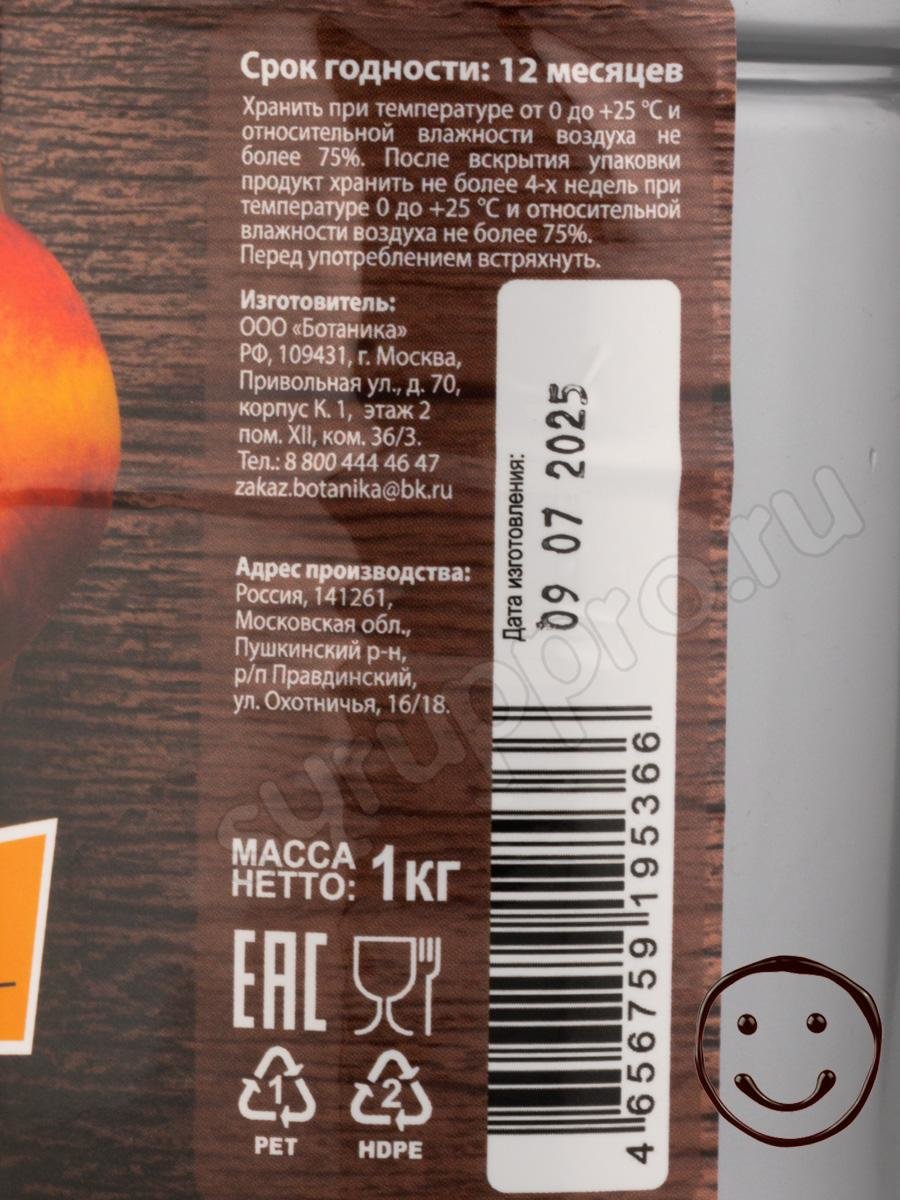 Срок годности: 12 месяцев
Хранить при температуре от 0 до +25 °С и
относительной влажности воздуха не
более 75%. После вскрытия упаковки
продукт хранить не более 4-х недель при
температуре 0 до +25 °С и относительной
влажности воздуха не более 75%.
Перед употреблением встряхнуть.
Изготовитель:
ООО «Ботаника»
РФ, 109431, г. Москва,
Привольная ул., д. 70,
корпус К. 1, этаж 2
пом. XII, ком. 36/3.
Тел.: 8 800 444 46 47
zakaz.botanika@bk.ru
Дата изготовления:
09 07 2025
Адрес производства:
Россия, 141261,
Московская обл.,
Пушкинский р-н,
р/п Правдинский,
ул. Охотничья, 16/18.
МАССА
НЕТТО: 1кг
EAC
1
PET
2
HDPE
4 656759 195366
syruppro.ru